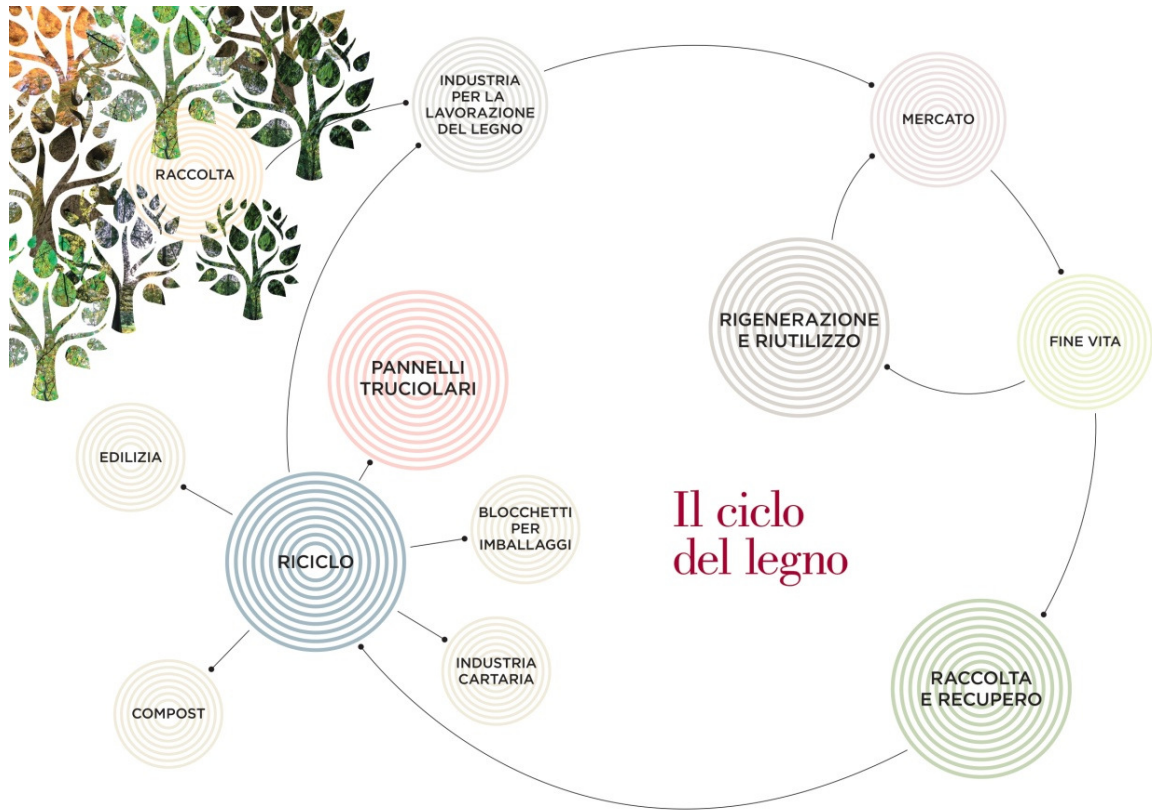 INDUSTRIA
PER LA
LAVORAZIONE
DEL LEGNO
MERCATO
RACCOLTA
RIGENERAZIONE
E RIUTILIZZO
FINE VITA
PANNELLI
TRUCIOLARI
EDILIZIA
BLOCCHETTI
PER
IMBALLAGGI
Il ciclo
del legno
RICICLO
INDUSTRIA
CARTARIA
RACCOLTA
E RECUPERO
COMPOST